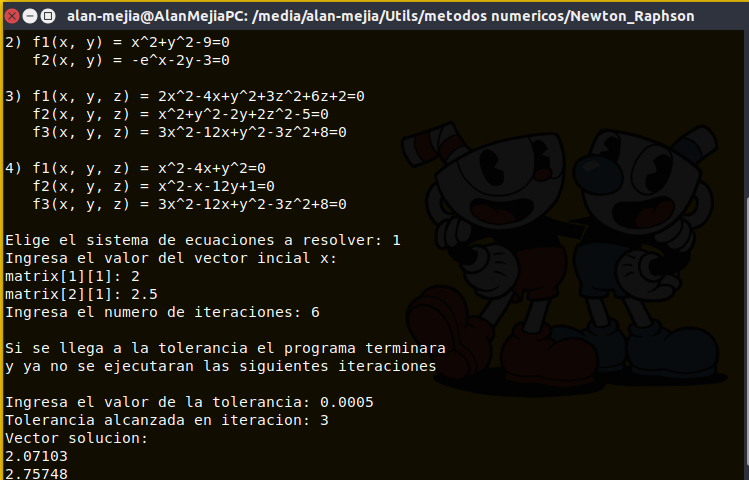 alan-mejia@AlanMejiaPC: /media/alan-mejia/Utils/metodos numericos/Newton_Raphson
2) f1(x, y) = x^2+y^2-9=0
f2(x, y) = -e^x-2y-3=0
3) f1(x, y, z) = 2x^2-4x+y^2+3z^2+6z+2=0
f2(x, y, z) = x^2+y^2-2y+2z^2-5=0
f3(x, y, z) = 3x^2-12x+y^2-3z^2+8=0
4) f1(x, y, z) = x^2-4x+y^2=0
f2(x, y, z) = x^2-x-12y+1=0
f3(x, y, z) = 3x^2-12x+y^2-3z^2+8=0
Elige el sistema de ecuaciones a resolver: 1
Ingresa el valor del vector incial x:
matrix[1][1]: 2
matrix[2][1]: 2.5
Ingresa el numero de iteraciones: 6
Si se llega a la tolerancia el programa terminara
y ya no se ejecutaran las siguientes iteraciones
Ingresa el valor de la tolerancia: 0.0005
Tolerancia alcanzada en iteracion: 3
Vector solucion:
2.07103
2.75748